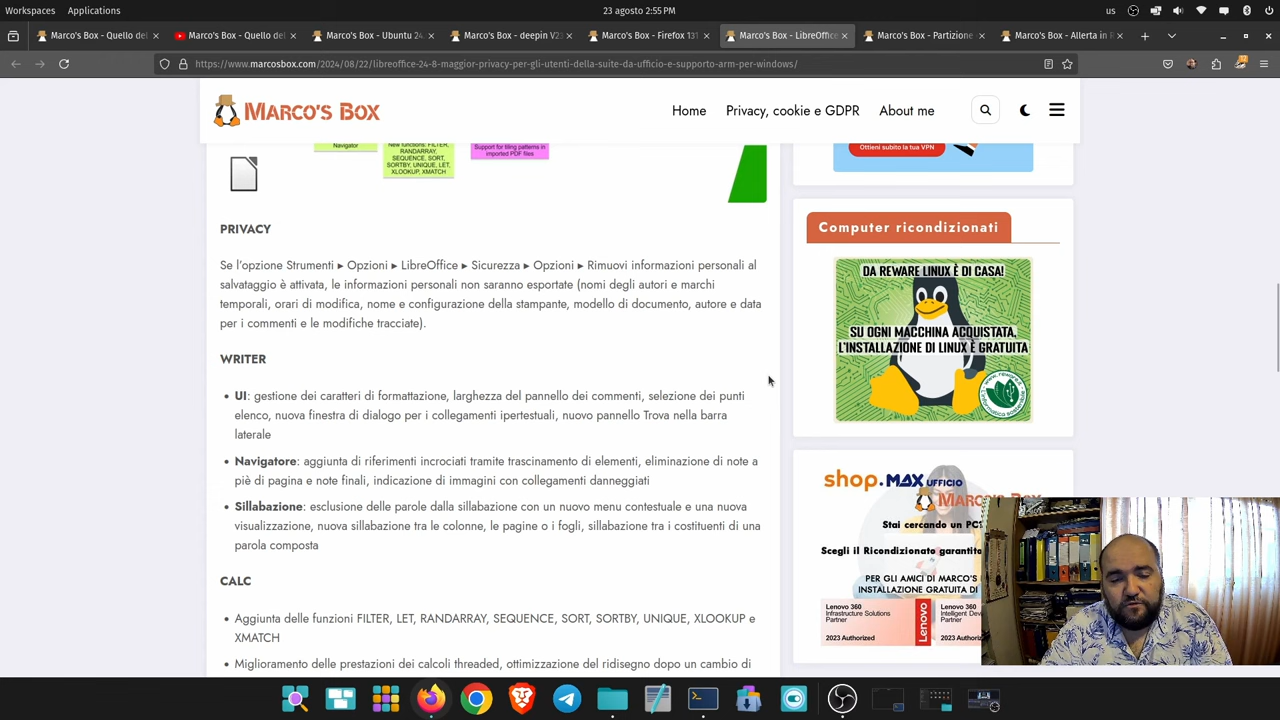 Workspaces Applications 23 agosto 2:55 PM us
Marco's Box - Quello del Marco's Box - Quello del Marco's Box - Ubuntu 24. Marco's Box - deepin V23 Marco's Box - Firefox 131 Marco's Box - LibreOffice Marco's Box - Partizione Marco's Box - Allerta in R
https://www.marcosbox.com/2024/08/22/libreoffice-24-8-maggior-privacy-per-gli-utenti-della-suite-da-ufficio-e-supporto-arm-per-windows/
MARCO'S BOX Home Privacy, cookie e GDPR About me
Navigator
New functions: FILTER,
RANDARRAY,
SEQUENCE, SORT,
SORTBY, UNIQUE, LET,
XLOOKUP, XMATCH
Support for tiling patterns in
imported PDF files
Ottieni subito la tua VPN
PRIVACY
Se l'opzione Strumenti ▸ Opzioni ▸ LibreOffice ▸ Sicurezza ▸ Opzioni ▸ Rimuovi informazioni personali al
salvataggio è attivata, le informazioni personali non saranno esportate (nomi degli autori e marchi
temporali, orari di modifica, nome e configurazione della stampante, modello di documento, autore e data
per i commenti e le modifiche tracciate).
WRITER
• UI: gestione dei caratteri di formattazione, larghezza del pannello dei commenti, selezione dei punti
elenco, nuova finestra di dialogo per i collegamenti ipertestuali, nuovo pannello Trova nella barra
laterale
• Navigatore: aggiunta di riferimenti incrociati tramite trascinamento di elementi, eliminazione di note a
piè di pagina e note finali, indicazione di immagini con collegamenti danneggiati
• Sillabazione: esclusione delle parole dalla sillabazione con un nuovo menu contestuale e una nuova
visualizzazione, nuova sillabazione tra le colonne, le pagine o i fogli, sillabazione tra i costituenti di una
parola composta
CALC
• Aggiunta delle funzioni FILTER, LET, RANDARRAY, SEQUENCE, SORT, SORTBY, UNIQUE, XLOOKUP e
XMATCH
• Miglioramento delle prestazioni dei calcoli threaded, ottimizzazione del ridisegno dopo un cambio di
Computer ricondizionati
DA REWARE LINUX È DI CASA!
SU OGNI MACCHINA ACQUISTATA,
L'INSTALLAZIONE DI LINUX È GRATUITA
shop.MAX UFFICIO
MARCO'S BOX
Stai cercando un PC?
Scegli il Ricondizionato garantito
PER GLI AMICI DI MARCO'S
INSTALLAZIONE GRATUITA DI
Lenovo 360
Infrastructure Solutions
Partner
2023 Authorized
Lenovo
Lenovo 360
Intelligent
Partner
2023